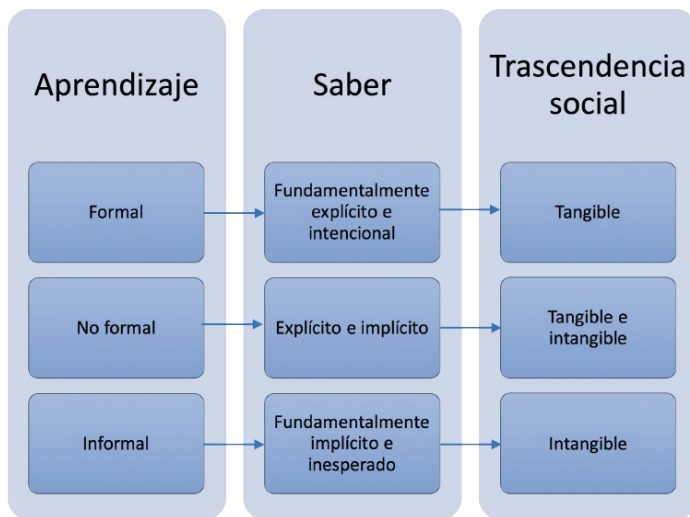 Aprendizaje
Saber
Trascendencia
social
Formal
Fundamentalmente
explícito e
intencional
Tangible
No formal
Explícito e implícito
Tangible e
intangible
Informal
Fundamentalmente
implícito e
inesperado
Intangible